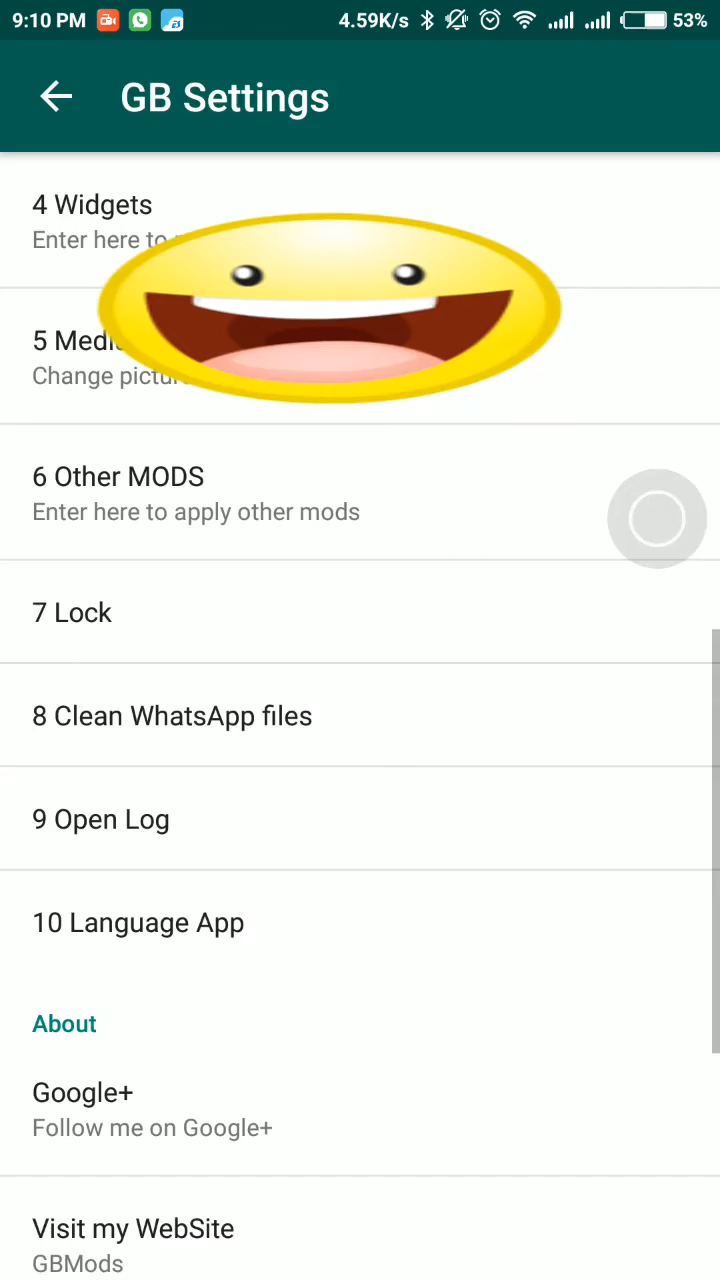 9:10 PM 4.59K/s 53%
GB Settings
4 Widgets
Enter here to
5 Media
Change picture
6 Other MODS
Enter here to apply other mods
7 Lock
8 Clean WhatsApp files
9 Open Log
10 Language App
About
Google+
Follow me on Google+
Visit my WebSite
GBMods